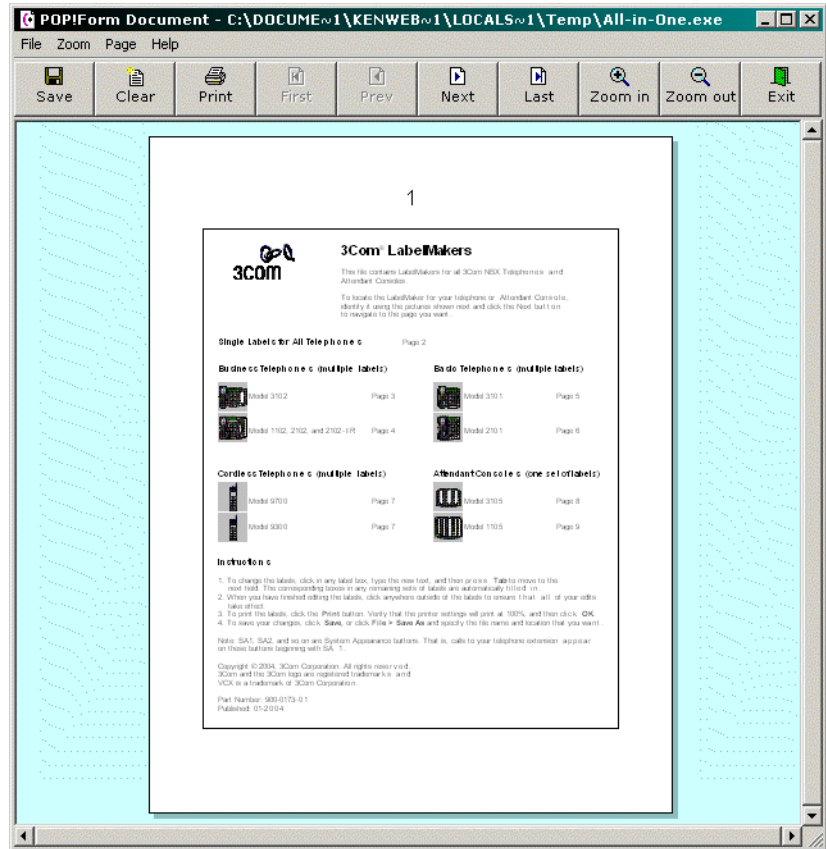 POP!Form Document - C:\DOCUME~1\KENWEB~1\LOCALS~1\Temp\All-in-One.exe
File Zoom Page Help
Save Clear Print First Prev Next Last Zoom in Zoom out Exit
1
3Com
3Com® LabelMakers
This file contains LabelMakers for all 3Com NBX Telephones and
Attendant Consoles.
To locate the LabelMaker for your telephone or Attendant Console,
identify it using the pictures shown next and click the Next button
to navigate to the page you want.
Single Labels for All Telephones Page 2
Business Telephones (multiple labels) Basic Telephones (multiple labels)
Model 3102 Page 3 Model 3101 Page 5
Model 1102, 2102, and 2102-IR Page 4 Model 2101 Page 6
Cordless Telephones (multiple labels) Attendant Consoles (one set of labels)
Model 9700 Page 7 Model 3105 Page 8
Model 9300 Page 7 Model 1105 Page 9
Instructions
1. To change the labels, click in any label box, type the new text, and then press Tab to move to the
next field. The corresponding boxes in any remaining sets of labels are automatically filled in.
2. When you have finished editing the labels, click anywhere outside of the labels to ensure that all of your edits
take effect.
3. To print the labels, click the Print button. Verify that the printer settings will print at 100%, and then click OK.
4. To save your changes, click Save, or click File > Save As and specify the file name and location that you want.
Note: SA1, SA2, and so on are System Appearance buttons. That is, calls to your telephone extension appear
on these buttons beginning with SA 1.
Copyright © 2004, 3Com Corporation. All rights reserved.
3Com and the 3Com logo are registered trademarks and
VCX is a trademark of 3Com Corporation.
Part Number: 900-0173-01
Published: 01-2004